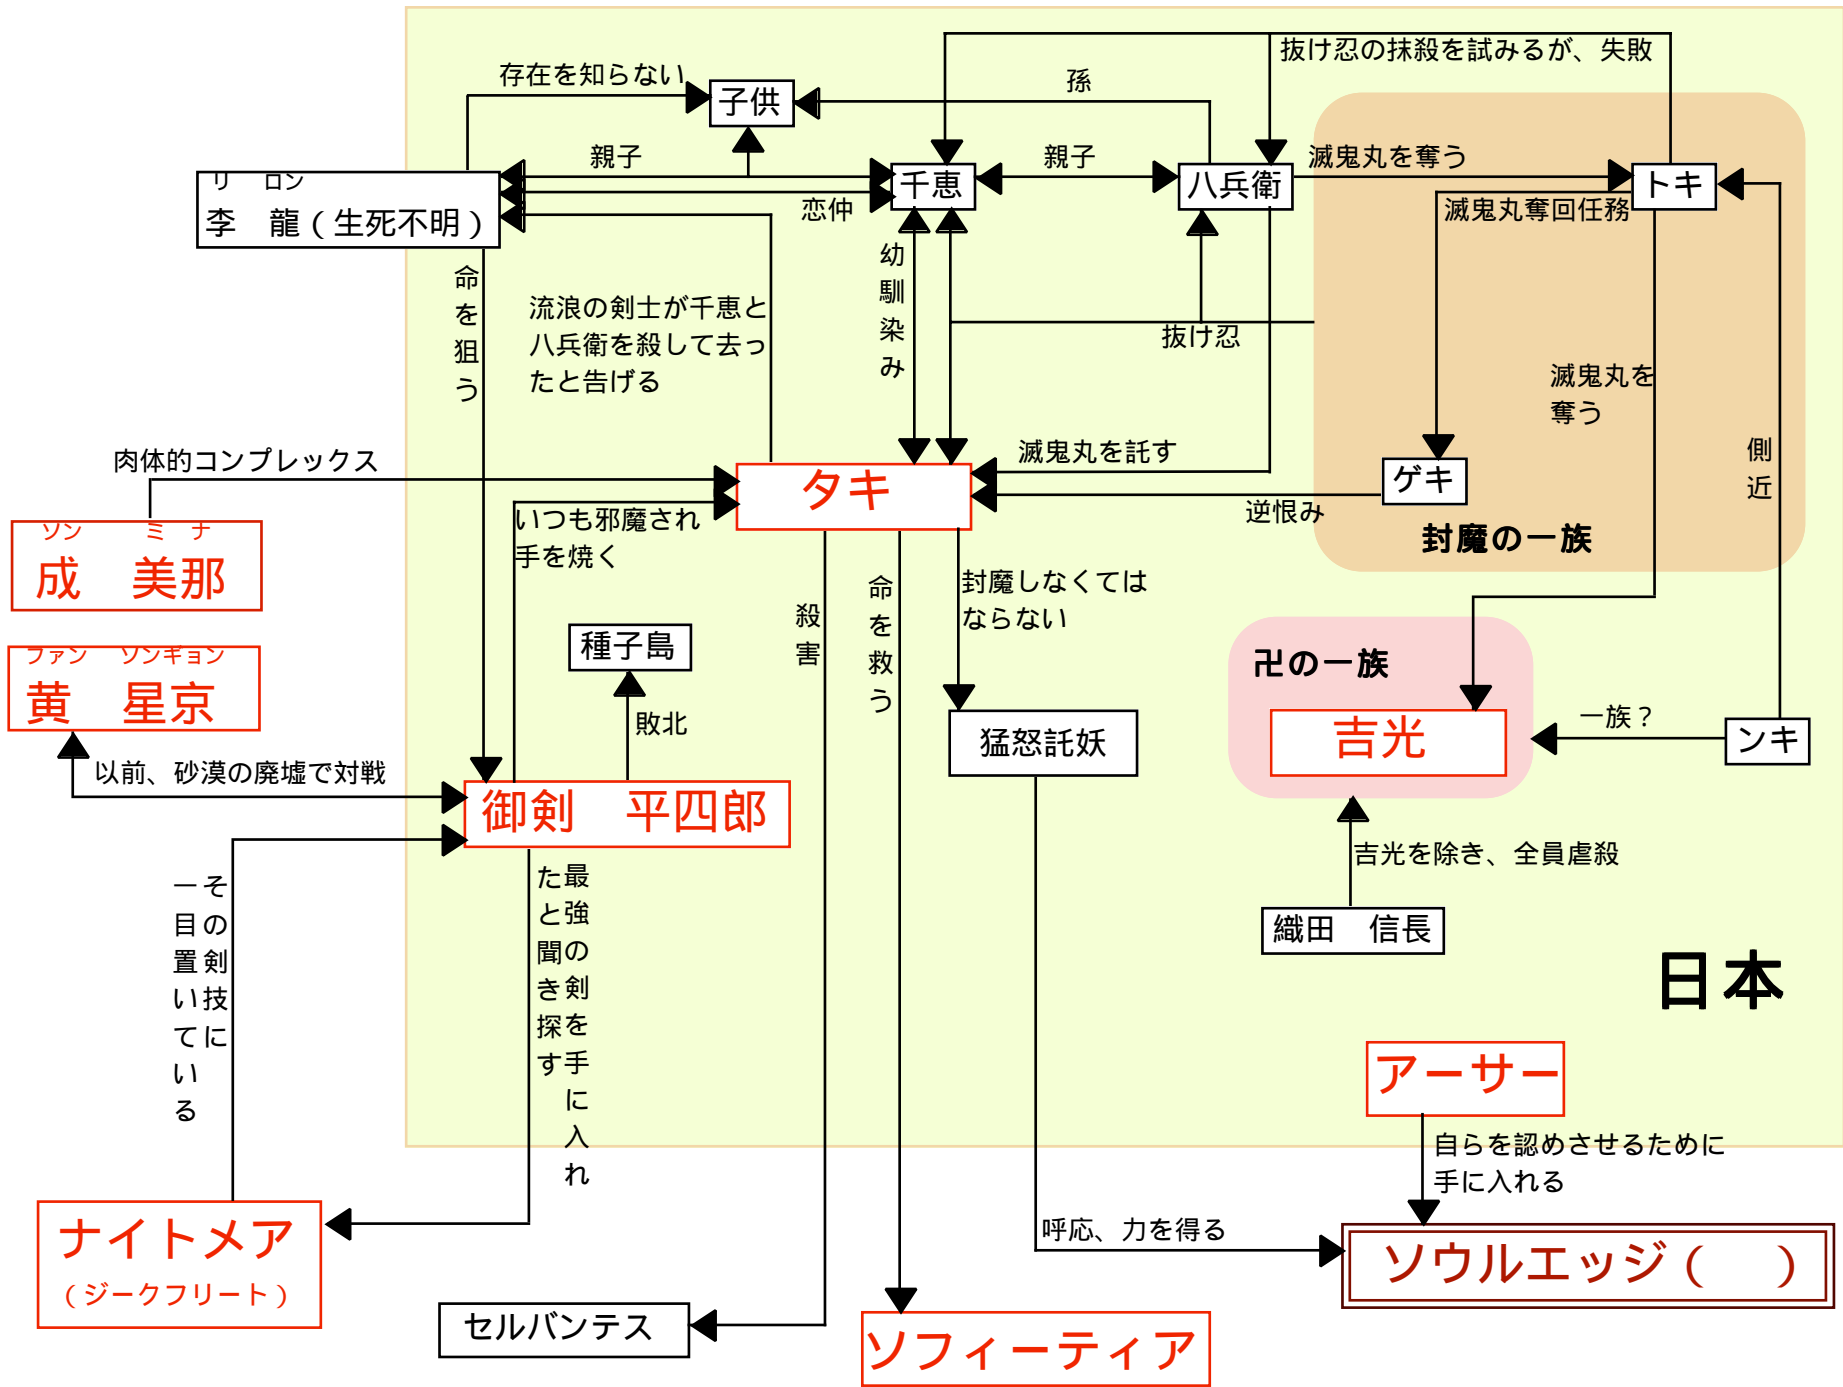 抜け忍の抹殺を試みるが、失敗
存在を知らない
孫
子供
親子
親子
滅鬼丸を奪う
千恵
八兵衛
トキ
リ ロン
李 龍（生死不明）
恋仲
滅鬼丸奪回任務
命を狙う
幼馴染み
流浪の剣士が千恵と
八兵衛を殺して去っ
たと告げる
抜け忍
滅鬼丸を
奪う
側近
肉体的コンプレックス
滅鬼丸を託す
タキ
ゲキ
逆恨み
封魔の一族
いつも邪魔され
手を焼く
ソン ミ ナ
成 美那
殺害
命を救う
封魔しなくては
ならない
種子島
ファン ソンギョン
黄 星京
卍の一族
敗北
猛怒託妖
吉光
一族？
ンキ
以前、砂漠の廃墟で対戦
御剣 平四郎
吉光を除き、全員虐殺
織田 信長
その剣技に
一目置いている
最強の剣を手に入れ
たと聞き探す
日本
アーサー
自らを認めさせるために
手に入れる
呼応、力を得る
ナイトメア
（ジークフリート）
ソウルエッジ（ ）
セルバンテス
ソフィーティア